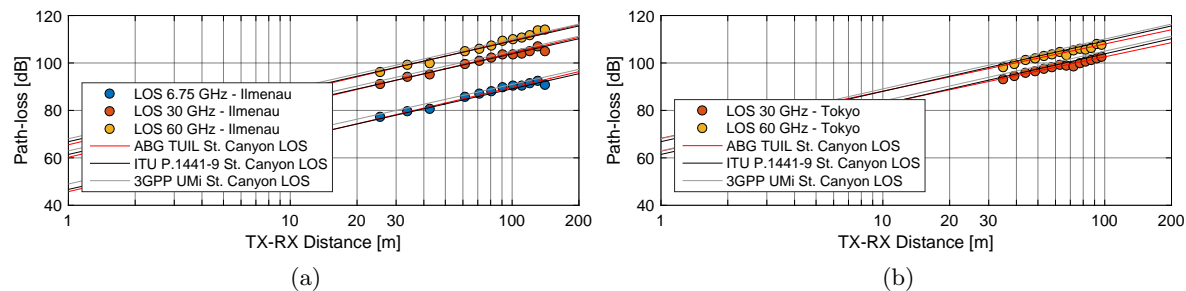 120
100
80
60
40
Path-loss [dB]
LOS 6.75 GHz - Ilmenau
LOS 30 GHz - Ilmenau
LOS 60 GHz - Ilmenau
ABG TUIL St. Canyon LOS
ITU P.1441-9 St. Canyon LOS
3GPP UMi St. Canyon LOS
1 10 30 100 200
TX-RX Distance [m]
(a)
120
100
80
60
40
Path-loss [dB]
LOS 30 GHz - Tokyo
LOS 60 GHz - Tokyo
ABG TUIL St. Canyon LOS
ITU P.1441-9 St. Canyon LOS
3GPP UMi St. Canyon LOS
1 10 30 100 200
TX-RX Distance [m]
(b)